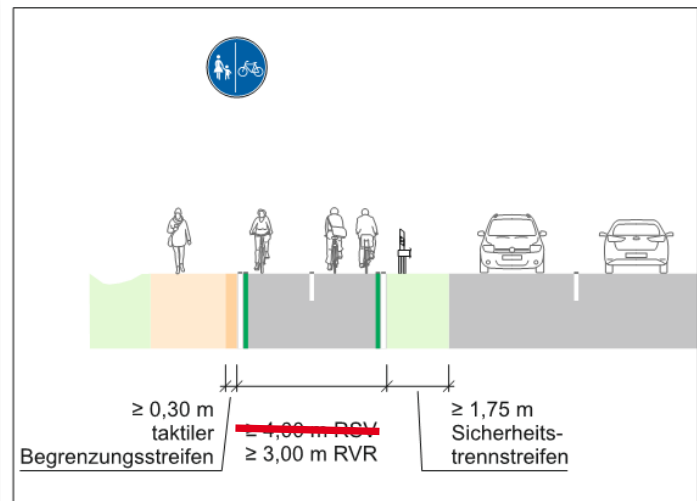 ≥ 0,30 m
taktiler
Begrenzungsstreifen
≥ 4,00 m RSV
≥ 3,00 m RVR
≥ 1,75 m
Sicherheits-
trennstreifen